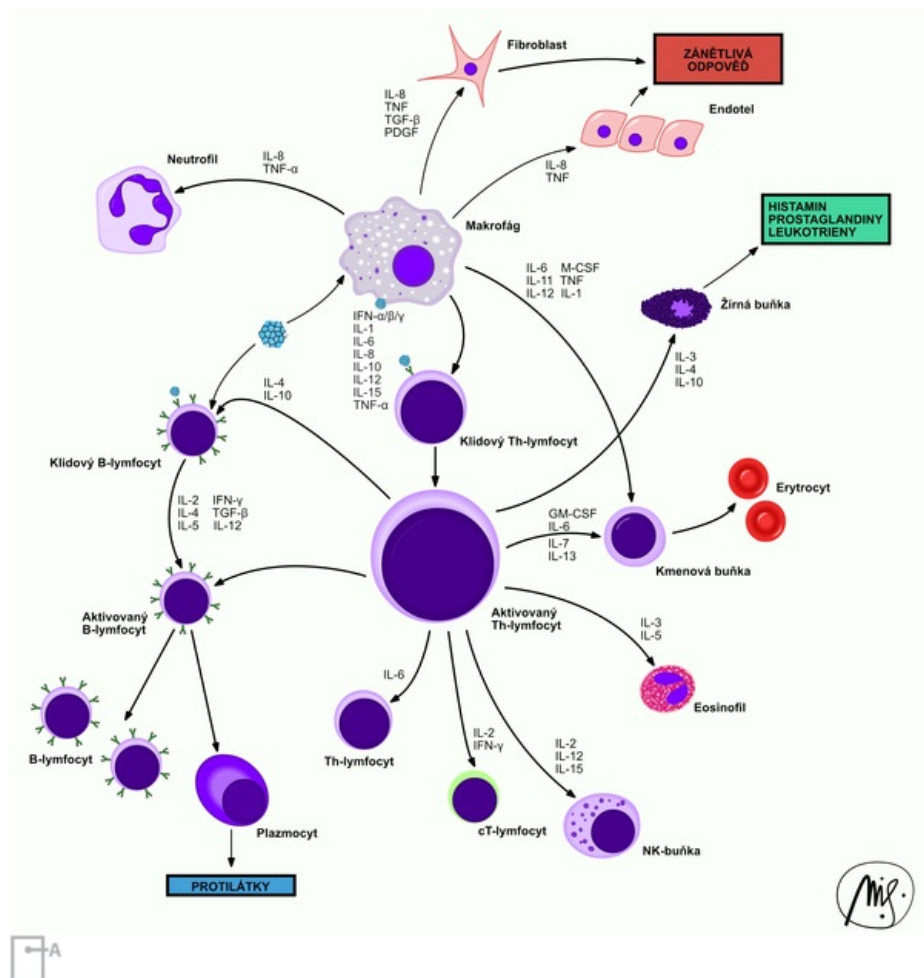 Fibroblast
ZÁNĚTLIVÁ
ODPOVĚĎ
IL-8
TNF
TGF-β
PDGF
Endotel
Neutrofil
IL-8
TNF-α
IL-8
TNF
Makrofág
HISTAMIN
PROSTAGLANDINY
LEUKOTRIENY
IL-6 M-CSF
IL-11 TNF
IL-12 IL-1
Žírná buňka
IFN-α/β/γ
IL-1
IL-6
IL-8
IL-10
IL-12
IL-15
TNF-α
IL-3
IL-4
IL-10
IL-4
IL-10
Klidový Th-lymfocyt
Klidový B-lymfocyt
IL-2 IFN-γ
IL-4 TGF-β
IL-5 IL-12
GM-CSF
IL-6
IL-7
IL-13
Erytrocyt
Kmenová buňka
Aktivovaný
B-lymfocyt
Aktivovaný
Th-lymfocyt
IL-3
IL-5
IL-6
Eosinofil
B-lymfocyt
Th-lymfocyt
IL-2
IFN-γ
IL-2
IL-12
IL-15
Plazmocyt
cT-lymfocyt
NK-buňka
PROTILÁTKY
A